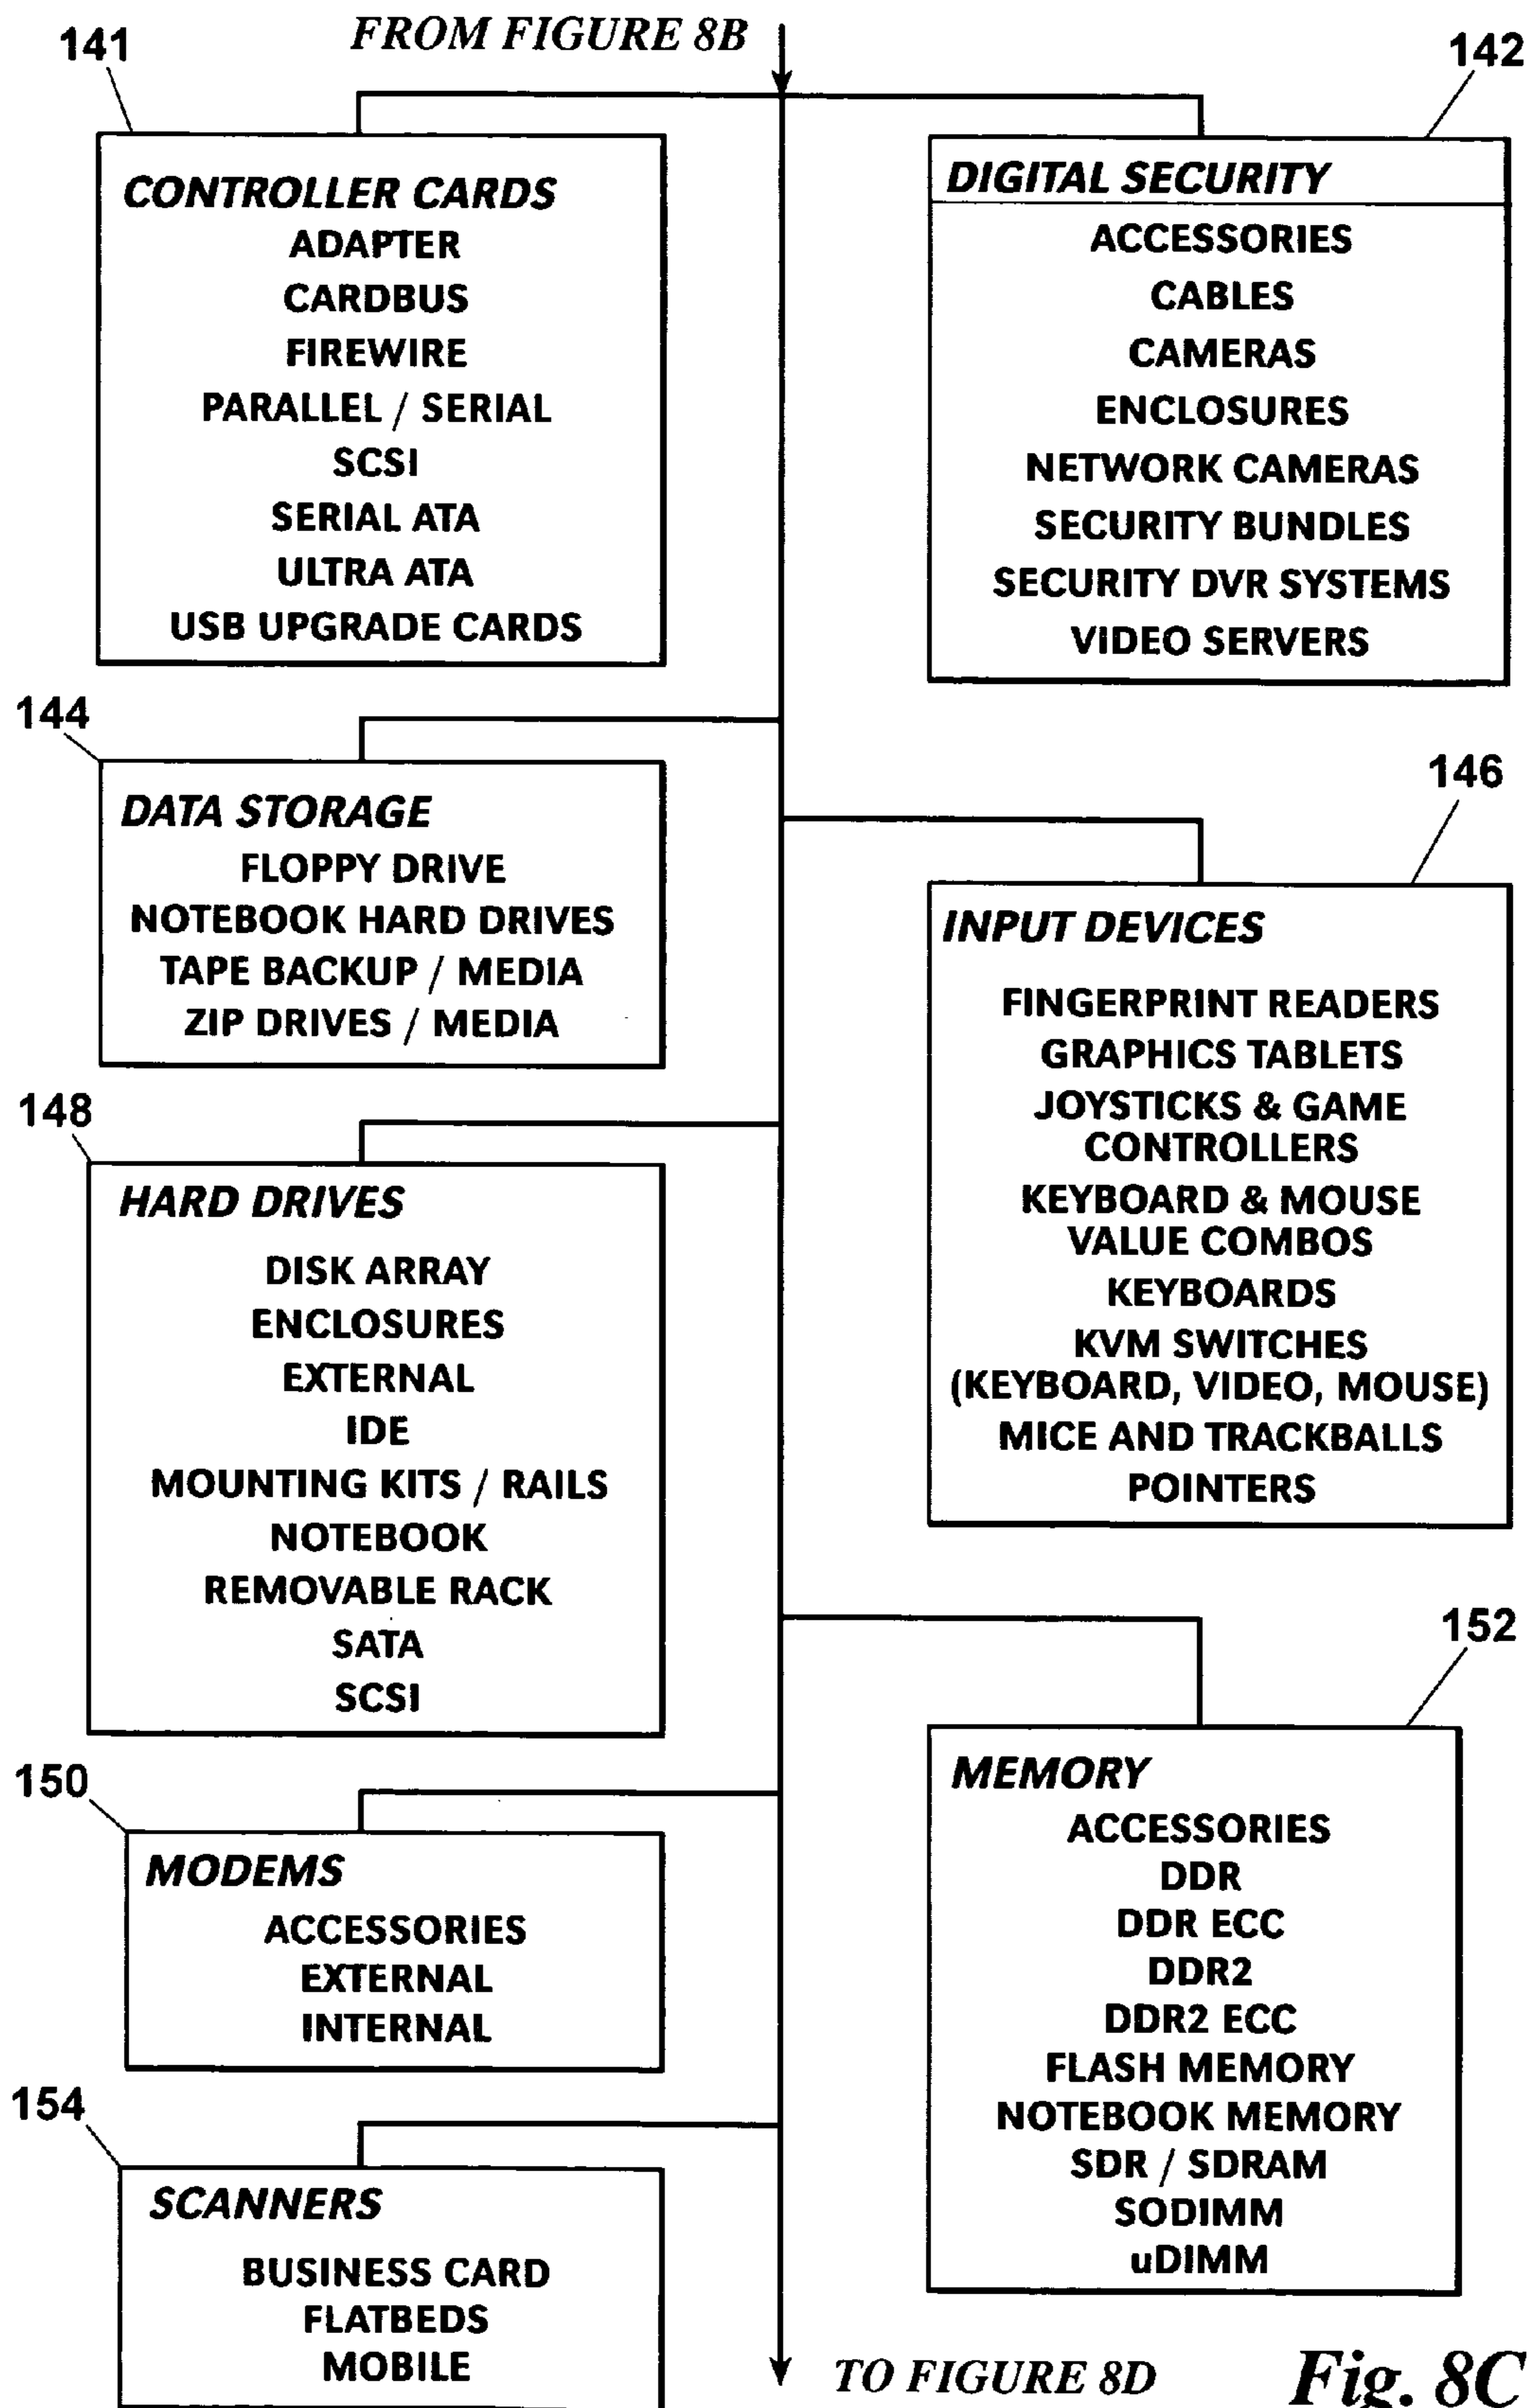 FROM FIGURE 8B
141
CONTROLLER CARDS
ADAPTER
CARDBUS
FIREWIRE
PARALLEL / SERIAL
SCSI
SERIAL ATA
ULTRA ATA
USB UPGRADE CARDS
142
DIGITAL SECURITY
ACCESSORIES
CABLES
CAMERAS
ENCLOSURES
NETWORK CAMERAS
SECURITY BUNDLES
SECURITY DVR SYSTEMS
VIDEO SERVERS
144
DATA STORAGE
FLOPPY DRIVE
NOTEBOOK HARD DRIVES
TAPE BACKUP / MEDIA
ZIP DRIVES / MEDIA
146
INPUT DEVICES
FINGERPRINT READERS
GRAPHICS TABLETS
JOYSTICKS & GAME
CONTROLLERS
KEYBOARD & MOUSE
VALUE COMBOS
KEYBOARDS
KVM SWITCHES
(KEYBOARD, VIDEO, MOUSE)
MICE AND TRACKBALLS
POINTERS
148
HARD DRIVES
DISK ARRAY
ENCLOSURES
EXTERNAL
IDE
MOUNTING KITS / RAILS
NOTEBOOK
REMOVABLE RACK
SATA
SCSI
152
MEMORY
ACCESSORIES
DDR
DDR ECC
DDR2
DDR2 ECC
FLASH MEMORY
NOTEBOOK MEMORY
SDR / SDRAM
SODIMM
uDIMM
150
MODEMS
ACCESSORIES
EXTERNAL
INTERNAL
154
SCANNERS
BUSINESS CARD
FLATBEDS
MOBILE
TO FIGURE 8D
Fig. 8C